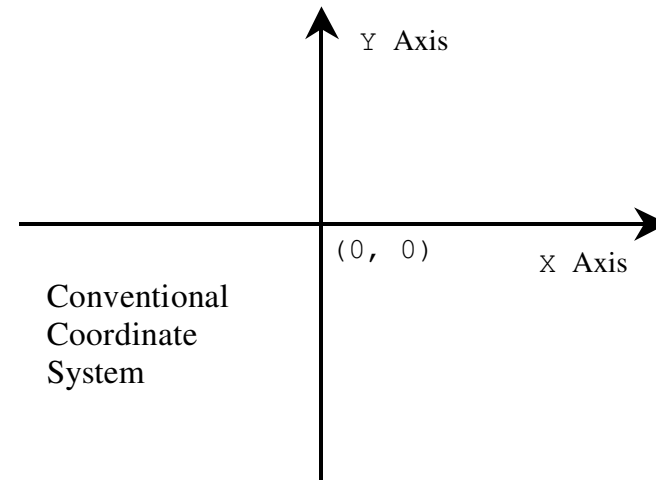 Y Axis
(0, 0)
X Axis
Conventional
Coordinate
System